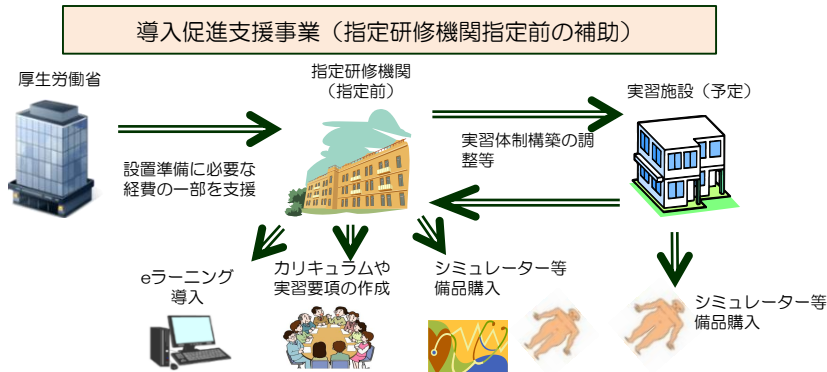 導入促進支援事業（指定研修機関指定前の補助）
厚生労働省
指定研修機関
（指定前）
実習施設（予定）
設置準備に必要な
経費の一部を支援
実習体制構築の調
整等
eラーニング
導入
カリキュラムや
実習要項の作成
シミュレーター等
備品購入
シミュレーター等
備品購入